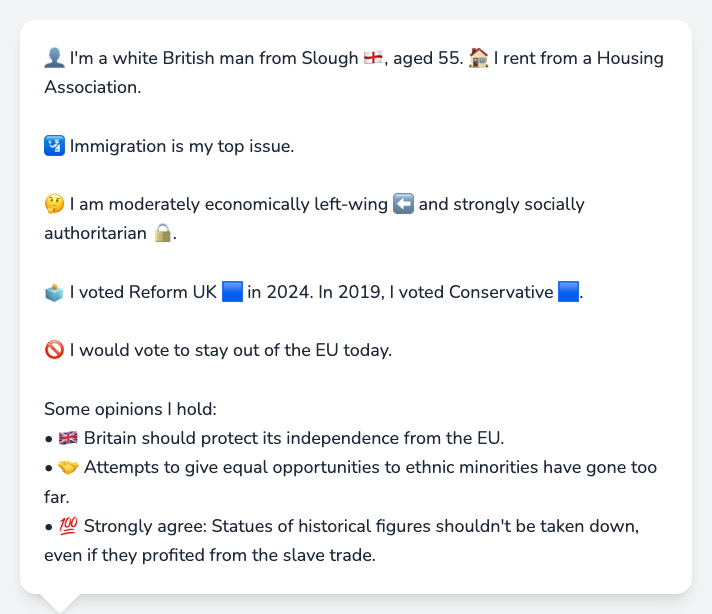 👤 I'm a white British man from Slough 🏴󠁧󠁢󠁥󠁮󠁧󠁿, aged 55. 🏠 I rent from a Housing
Association.
🛂 Immigration is my top issue.
🤔 I am moderately economically left-wing ⬅️ and strongly socially
authoritarian 🔒.
🗳️ I voted Reform UK 🟦 in 2024. In 2019, I voted Conservative 🟦.
🚫 I would vote to stay out of the EU today.
Some opinions I hold:
• 🇬🇧 Britain should protect its independence from the EU.
• 🤝 Attempts to give equal opportunities to ethnic minorities have gone too
far.
• 💯 Strongly agree: Statues of historical figures shouldn't be taken down,
even if they profited from the slave trade.